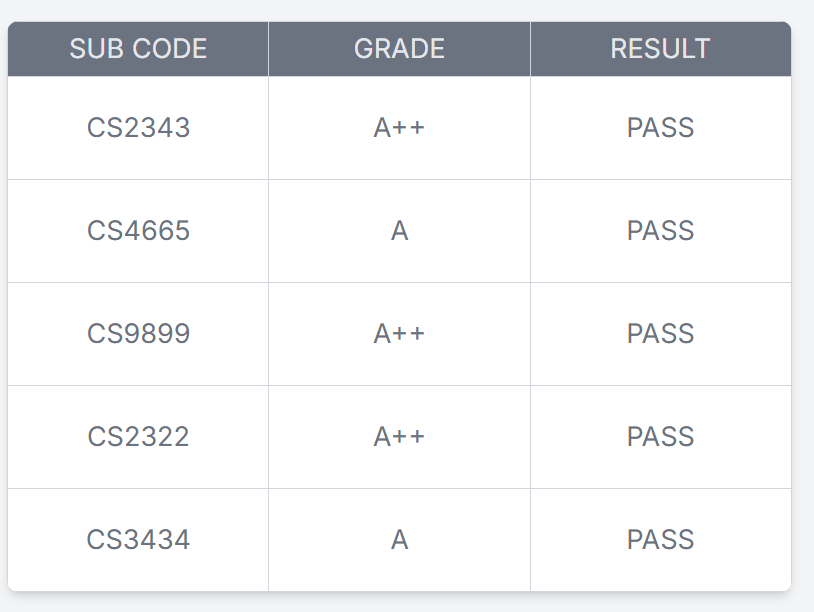 SUB CODE GRADE RESULT
CS2343 A++ PASS
CS4665 A PASS
CS9899 A++ PASS
CS2322 A++ PASS
CS3434 A PASS